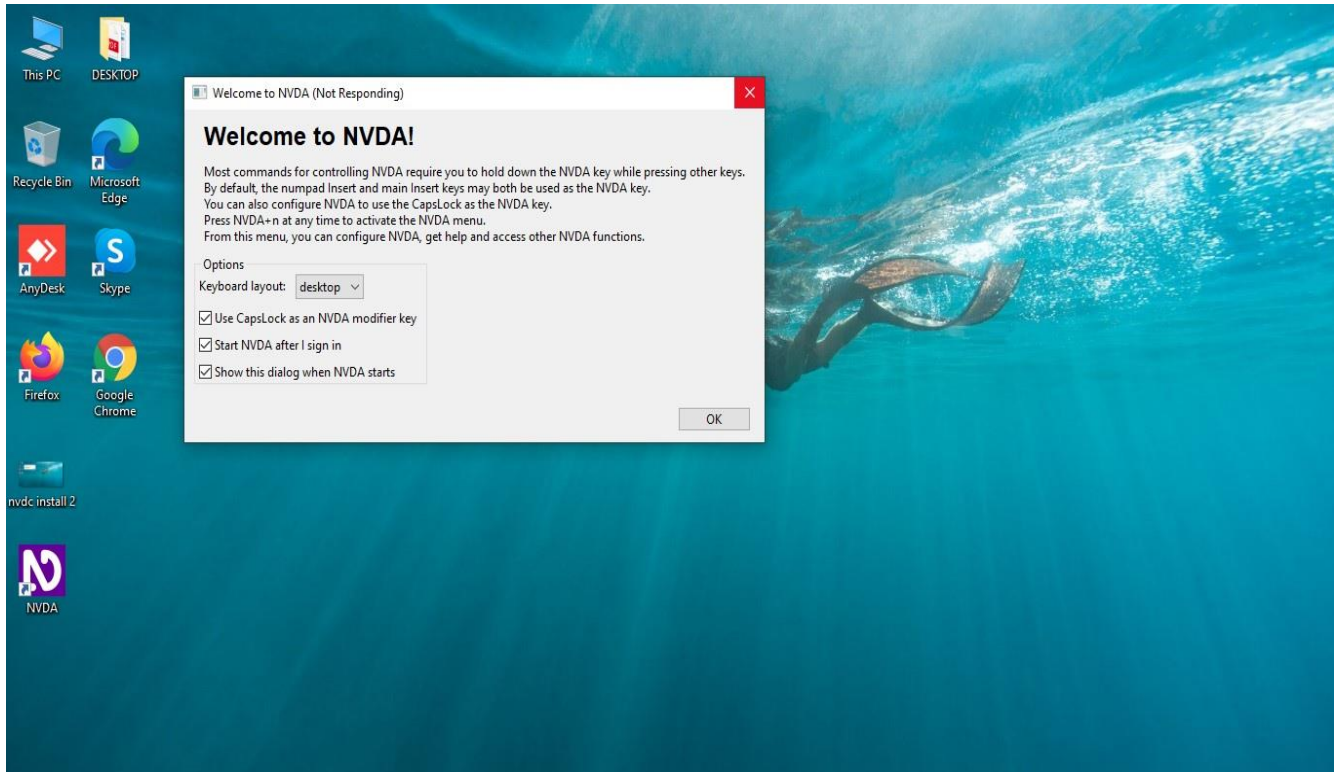 This PC
DESKTOP
Recycle Bin
Microsoft
Edge
AnyDesk
Skype
Firefox
Google
Chrome
nvdc install 2
NVDA
Welcome to NVDA (Not Responding)
Welcome to NVDA!
Most commands for controlling NVDA require you to hold down the NVDA key while pressing other keys.
By default, the numpad Insert and main Insert keys may both be used as the NVDA key.
You can also configure NVDA to use the CapsLock as the NVDA key.
Press NVDA+n at any time to activate the NVDA menu.
From this menu, you can configure NVDA, get help and access other NVDA functions.
Options
Keyboard layout: desktop
Use CapsLock as an NVDA modifier key
Start NVDA after I sign in
Show this dialog when NVDA starts
OK